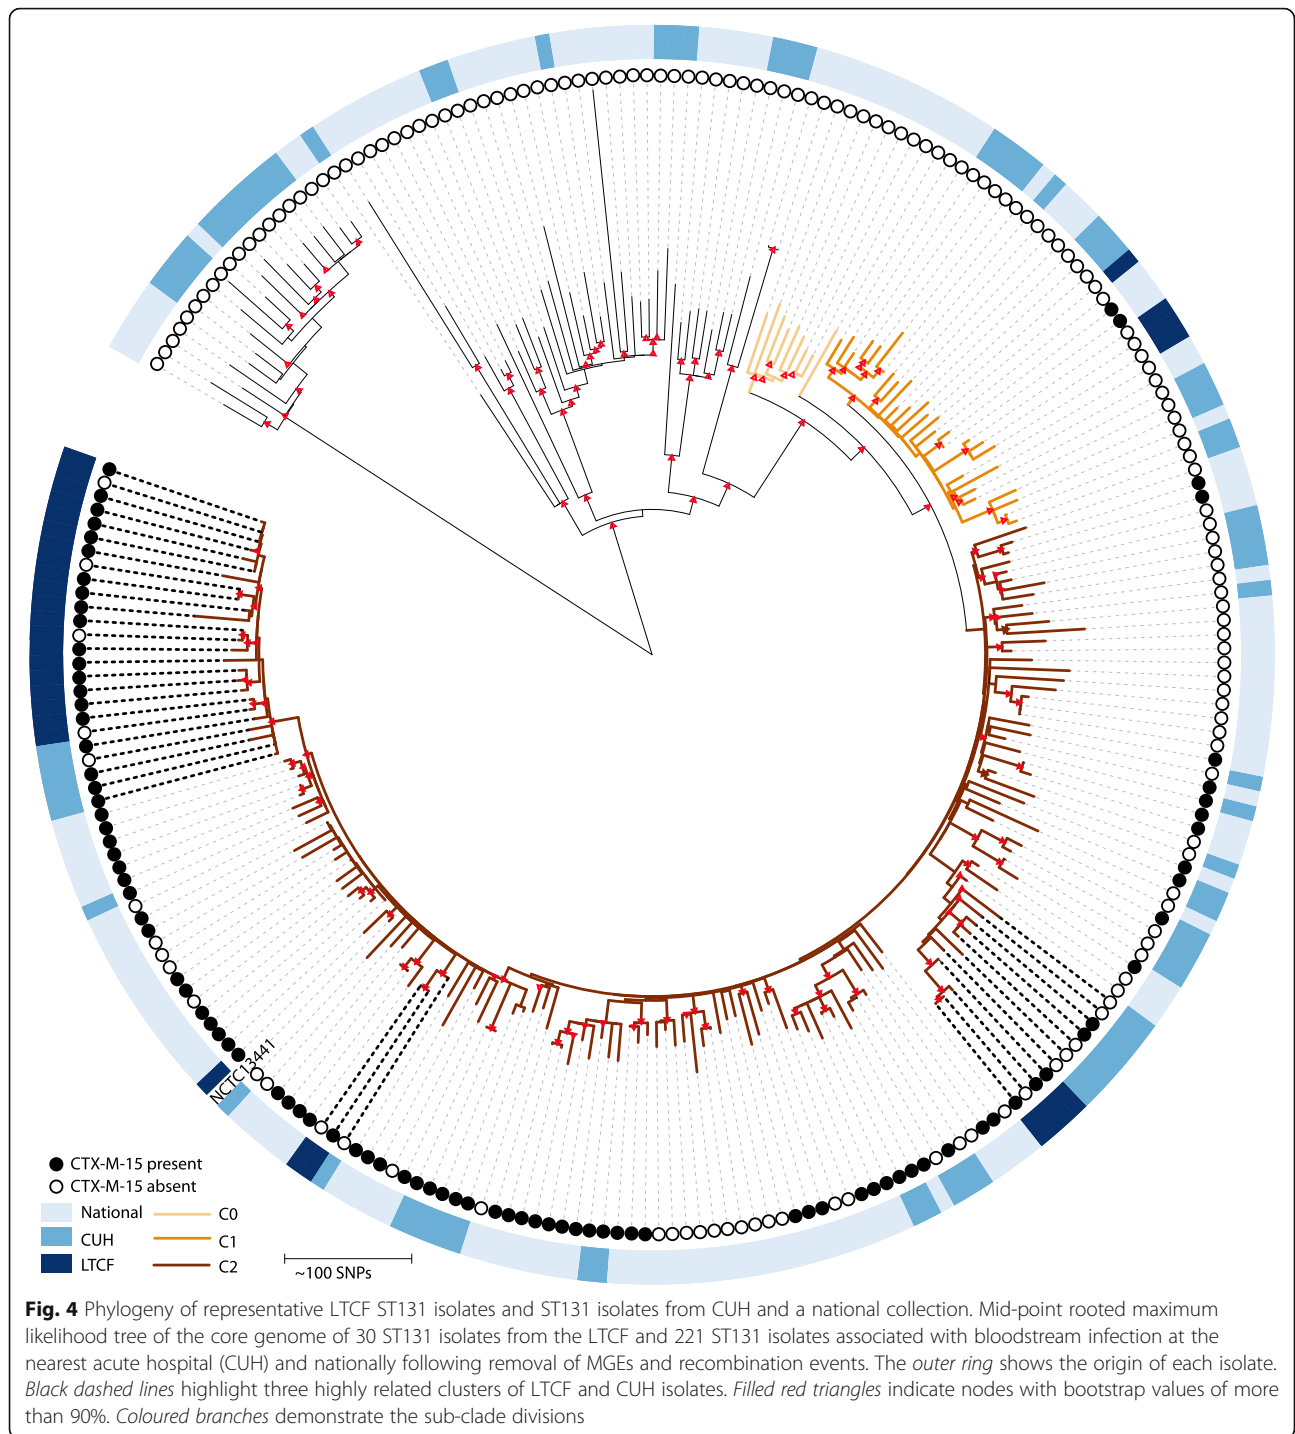 NCTC13441
CTX-M-15 present
CTX-M-15 absent
National
CUH
LTCF
C0
C1
C2
~100 SNPs
Fig. 4 Phylogeny of representative LTCF ST131 isolates and ST131 isolates from CUH and a national collection. Mid-point rooted maximum
likelihood tree of the core genome of 30 ST131 isolates from the LTCF and 221 ST131 isolates associated with bloodstream infection at the
nearest acute hospital (CUH) and nationally following removal of MGEs and recombination events. The outer ring shows the origin of each isolate.
Black dashed lines highlight three highly related clusters of LTCF and CUH isolates. Filled red triangles indicate nodes with bootstrap values of more
than 90%. Coloured branches demonstrate the sub-clade divisions